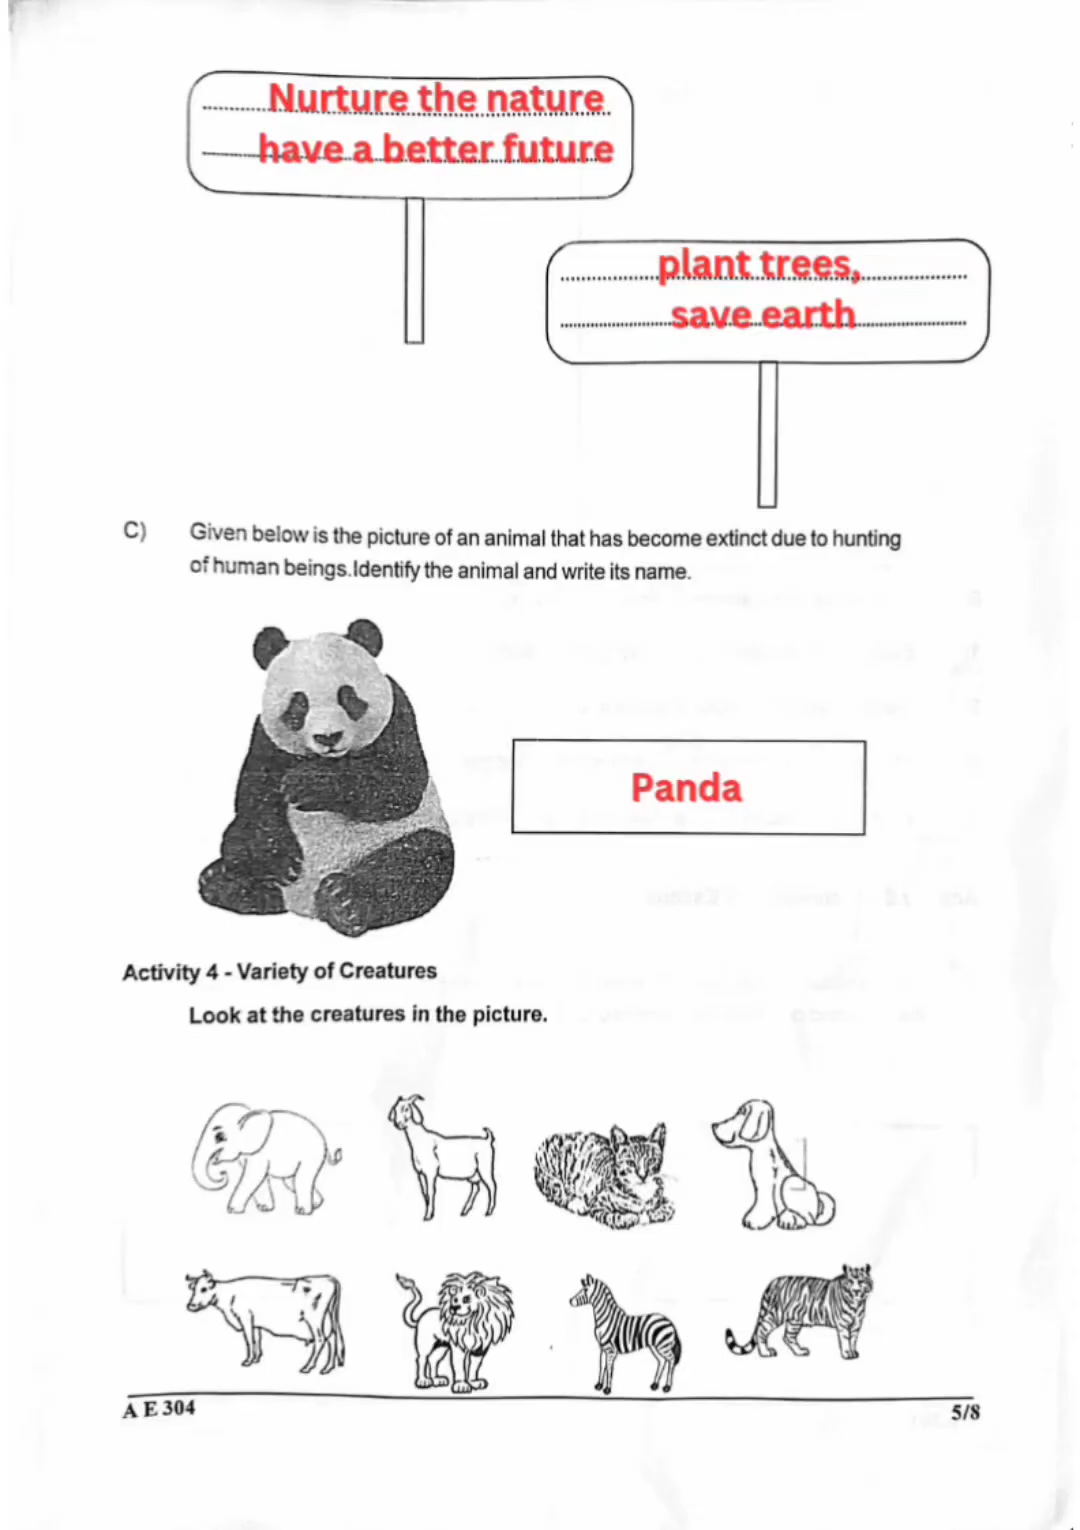 Nurture the nature
have a better future
plant trees,
save earth
C) Given below is the picture of an animal that has become extinct due to hunting
of human beings.Identify the animal and write its name.
Panda
Activity 4 - Variety of Creatures
Look at the creatures in the picture.
A E 304 5/8